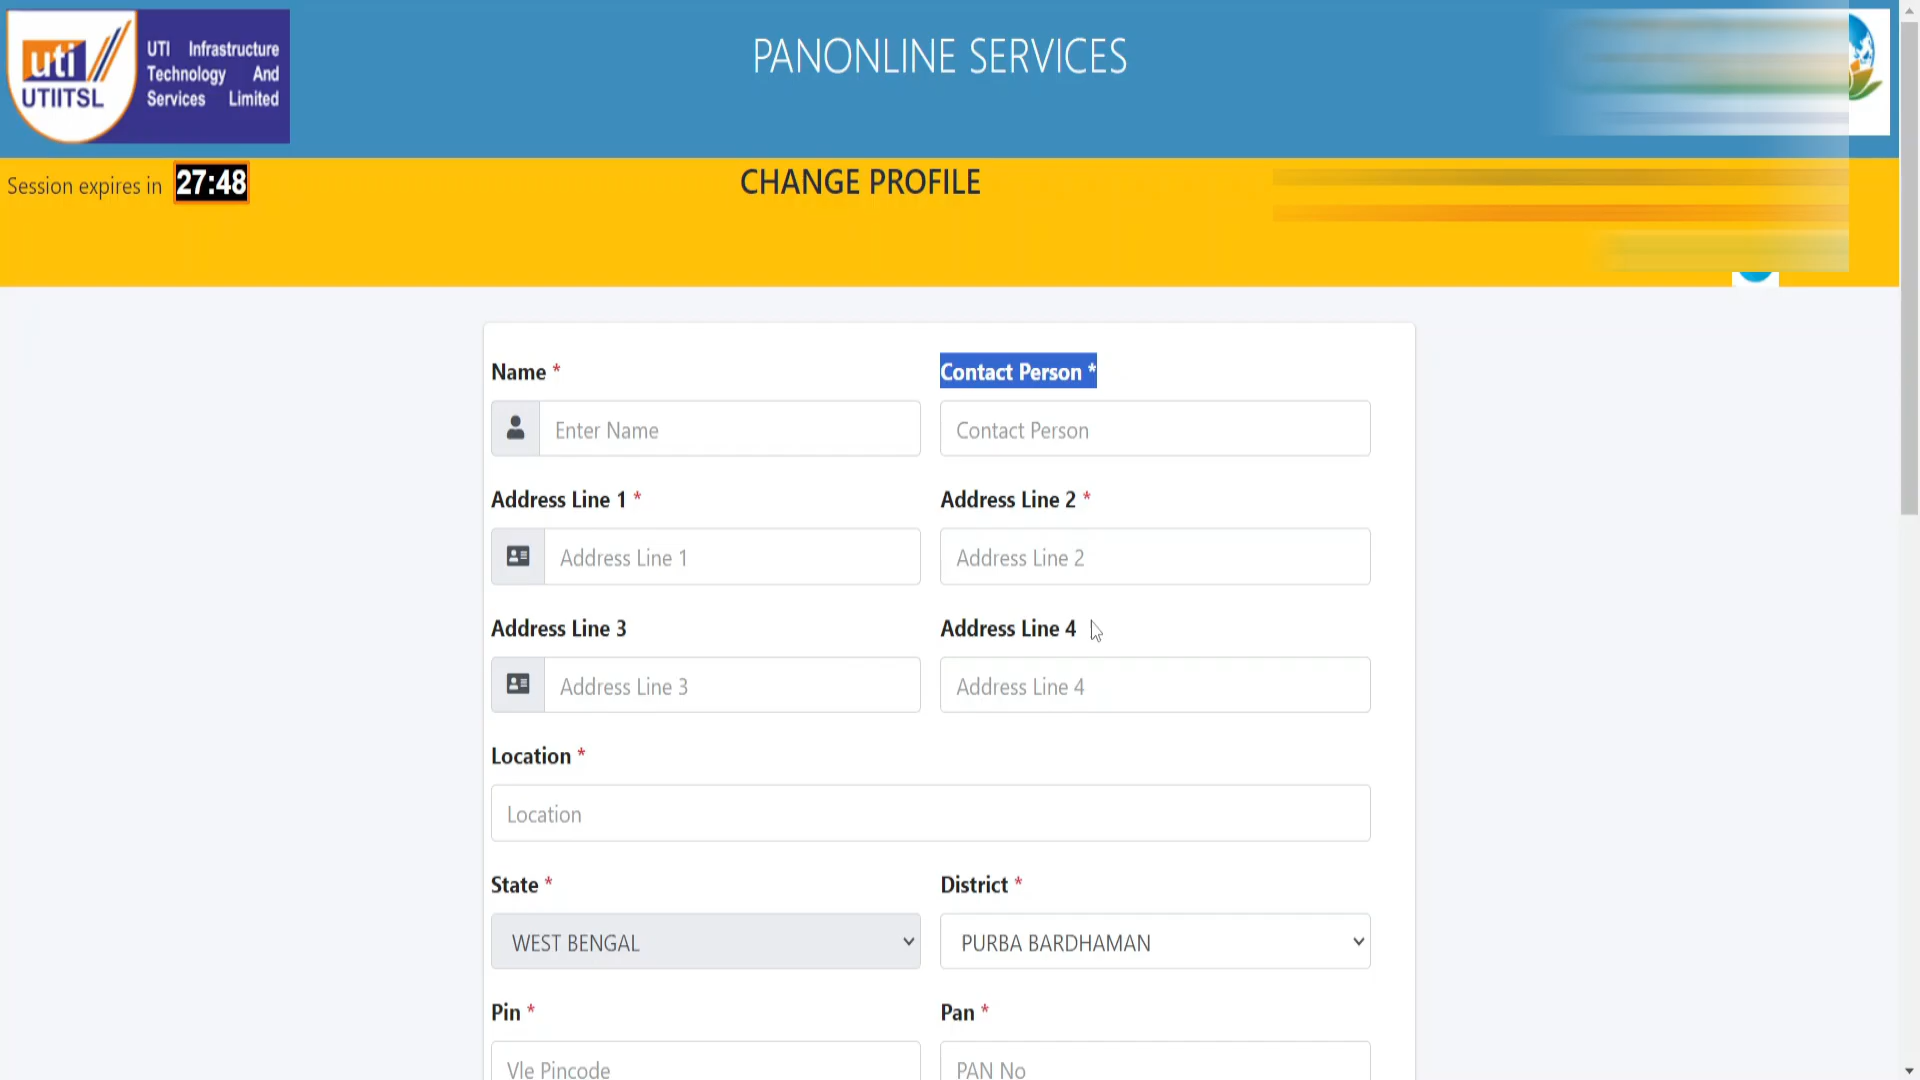 uti
UTIITSL
UTI Infrastructure
Technology And
Services Limited
PANONLINE SERVICES
Session expires in 27:48
CHANGE PROFILE
Name * Contact Person *
Enter Name Contact Person
Address Line 1 * Address Line 2 *
Address Line 1 Address Line 2
Address Line 3 Address Line 4
Address Line 3 Address Line 4
Location *
Location
State * District *
WEST BENGAL PURBA BARDHAMAN
Pin * Pan *
Vle Pincode PAN No